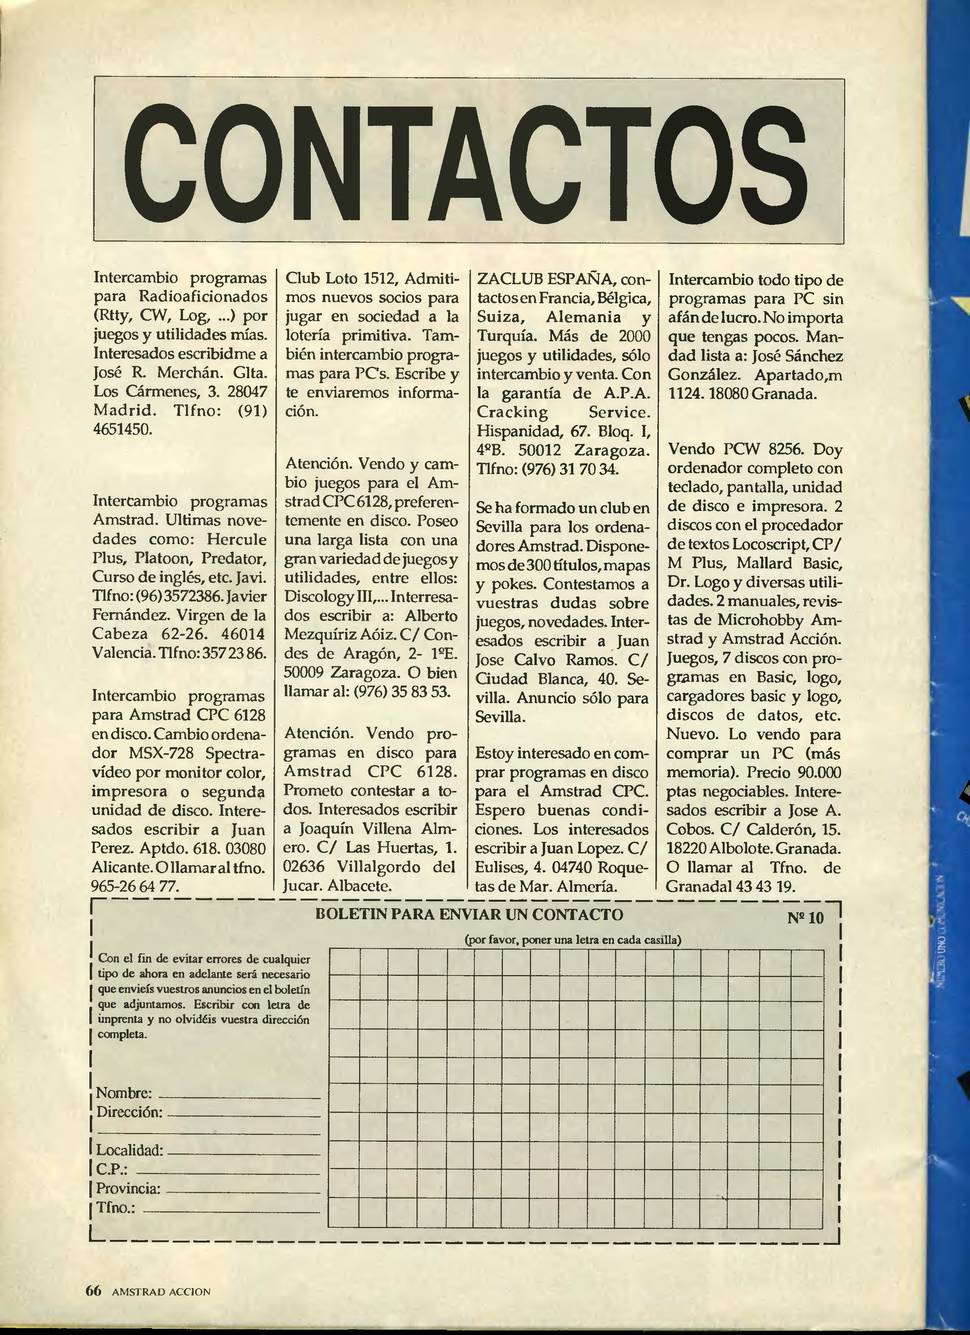 CONTACTOS
Intercambio programas
para Radioaficionados
(Rtty, CW, Log, ...) por
juegos y utilidades mías.
Interesados escribidme a
José R. Merchán. Glta.
Los Cármenes, 3. 28047
Madrid. Tlfno: (91)
4651450.
Intercambio programas
Amstrad. Ultimas nove-
dades como: Hercule
Plus, Platoon, Predator,
Curso de inglés, etc. Javi.
Tlfno: (96) 3572386. Javier
Fernández. Virgen de la
Cabeza 62-26. 46014
Valencia. Tlfno: 357 23 86.
Intercambio programas
para Amstrad CPC 6128
en disco. Cambio ordena-
dor MSX-728 Spectra-
vídeo por monitor color,
impresora o segunda
unidad de disco. Intere-
sados escribir a Juan
Perez. Aptdo. 618. 03080
Alicante. O llamar al tfno.
965-26 64 77.
Club Loto 1512, Admiti-
mos nuevos socios para
jugar en sociedad a la
lotería primitiva. Tam-
bién intercambio progra-
mas para PC's. Escribe y
te enviaremos informa-
ción.
Atención. Vendo y cam-
bio juegos para el Am-
strad CPC 6128, preferen-
temente en disco. Poseo
una larga lista con una
gran variedad de juegos y
utilidades, entre ellos:
Discology III,... Interresa-
dos escribir a: Alberto
Mezquíriz Aóiz. C/ Con-
des de Aragón, 2- 1ºE.
50009 Zaragoza. O bien
llamar al: (976) 35 83 53.
Atención. Vendo pro-
gramas en disco para
Amstrad CPC 6128.
Prometo contestar a to-
dos. Interesados escribir
a Joaquín Villena Alm-
ero. C/ Las Huertas, 1.
02636 Villalgordo del
Jucar. Albacete.
ZACLUB ESPAÑA, con-
tactos en Francia, Bélgica,
Suiza, Alemania y
Turquía. Más de 2000
juegos y utilidades, sólo
intercambio y venta. Con
la garantía de A.P.A.
Cracking Service.
Hispanidad, 67. Bloq. I,
4ºB. 50012 Zaragoza.
Tlfno: (976) 31 70 34.
Se ha formado un club en
Sevilla para los ordena-
dores Amstrad. Dispone-
mos de 300 títulos, mapas
y pokes. Contestamos a
vuestras dudas sobre
juegos, novedades. Inter-
esados escribir a Juan
Jose Calvo Ramos. C/
Ciudad Blanca, 40. Se-
villa. Anuncio sólo para
Sevilla.
Estoy interesado en com-
prar programas en disco
para el Amstrad CPC.
Espero buenas condi-
ciones. Los interesados
escribir a Juan Lopez. C/
Eulises, 4. 04740 Roque-
tas de Mar. Almería.
Intercambio todo tipo de
programas para PC sin
afán de lucro. No importa
que tengas pocos. Man-
dad lista a: José Sánchez
González. Apartado,m
1124. 18080 Granada.
Vendo PCW 8256. Doy
ordenador completo con
teclado, pantalla, unidad
de disco e impresora. 2
discos con el procedador
de textos Locoscript, CP/
M Plus, Mallard Basic,
Dr. Logo y diversas utili-
dades. 2 manuales, revis-
tas de Microhobby Am-
strad y Amstrad Acción.
Juegos, 7 discos con pro-
gramas en Basic, logo,
cargadores basic y logo,
discos de datos, etc.
Nuevo. Lo vendo para
comprar un PC (más
memoria). Precio 90.000
ptas negociables. Intere-
sados escribir a Jose A.
Cobos. C/ Calderón, 15.
18220 Albolote. Granada.
O llamar al Tfno. de
Granadal 43 43 19.
BOLETIN PARA ENVIAR UN CONTACTO Nº 10
(por favor, poner una letra en cada casilla)
Con el fin de evitar errores de cualquier
tipo de ahora en adelante será necesario
que envieís vuestros anuncios en el boletín
que adjuntamos. Escribir con letra de
imprenta y no olvidéis vuestra dirección
completa.
Nombre:
Dirección:
Localidad:
C.P.:
Provincia:
Tfno.:
66 AMSTRAD ACCION